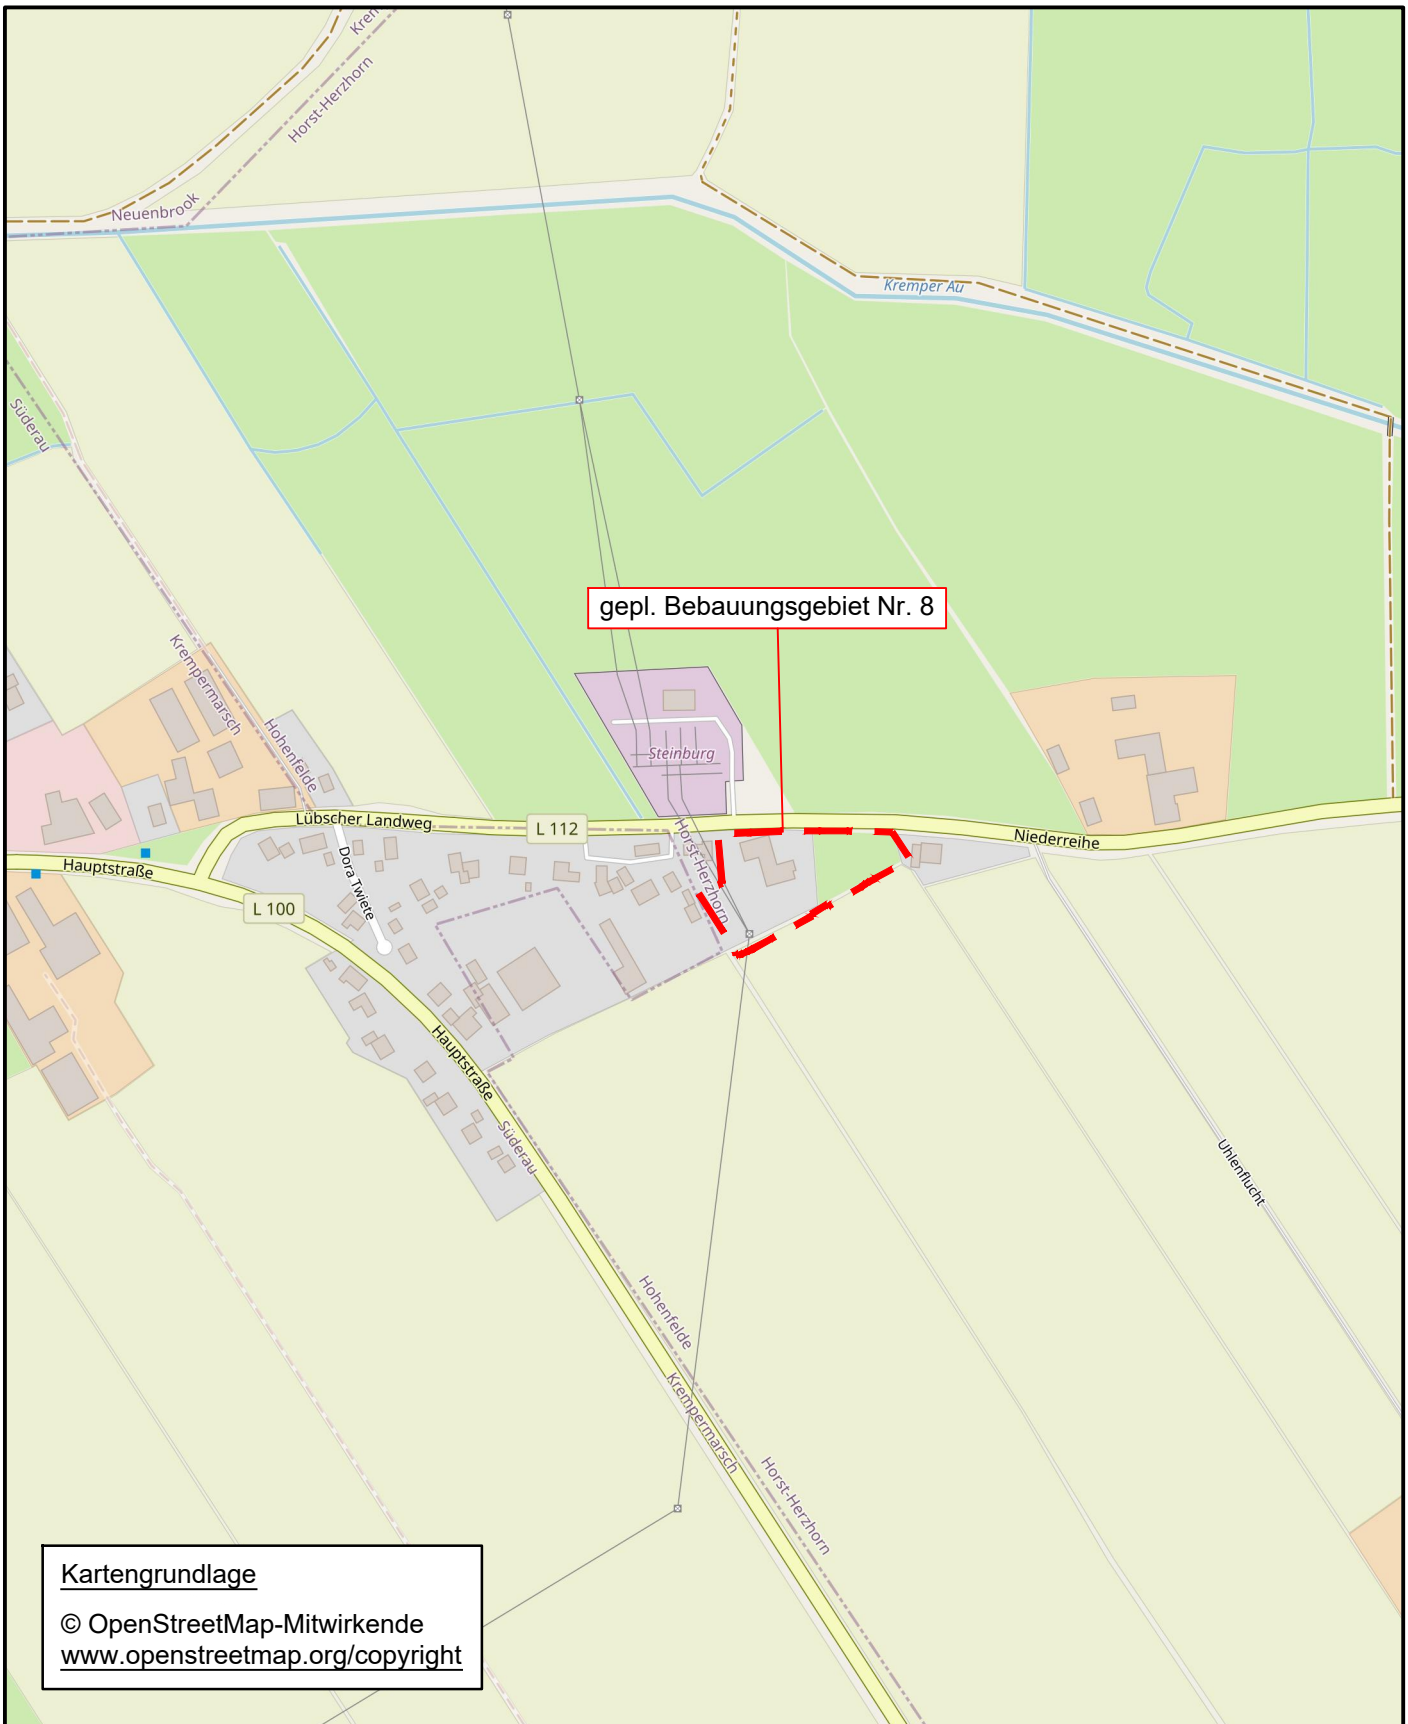 Krem
Horst-Herzhorn
Neuenbrook
Kremper Au
Süderau
gepl. Bebauungsgebiet Nr. 8
Krempermarsch
Hohenfelde
Steinburg
Lübscher Landweg
L 112
Horst-Herzhorn
Niederreihe
Hauptstraße
Dora Twiete
L 100
Hauptstraße
Süderau
Uhlenflucht
Hohenfelde
Krempermarsch
Horst-Herzhorn
Kartengrundlage
© OpenStreetMap-Mitwirkende
www.openstreetmap.org/copyright